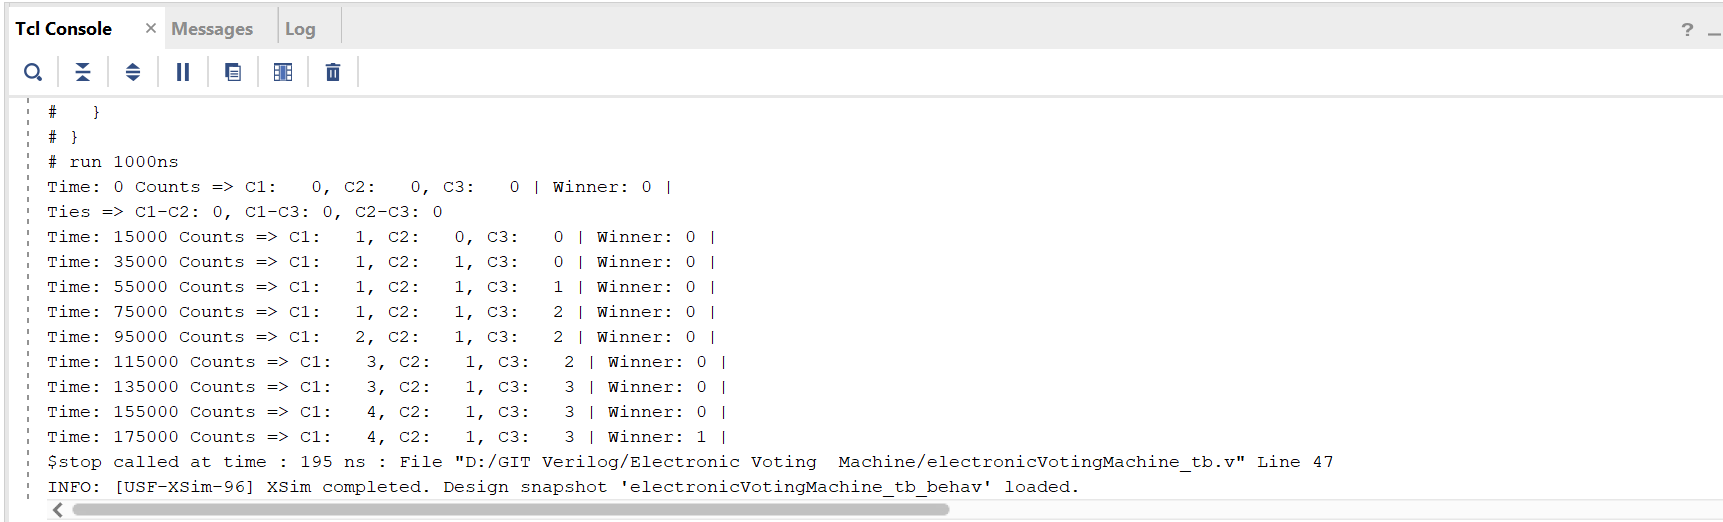 Tcl Console × Messages Log ? _
#   }
# }
# run 1000ns
Time: 0 Counts => C1:   0, C2:   0, C3:   0 | Winner: 0 |
Ties => C1-C2: 0, C1-C3: 0, C2-C3: 0
Time: 15000 Counts => C1:   1, C2:   0, C3:   0 | Winner: 0 |
Time: 35000 Counts => C1:   1, C2:   1, C3:   0 | Winner: 0 |
Time: 55000 Counts => C1:   1, C2:   1, C3:   1 | Winner: 0 |
Time: 75000 Counts => C1:   1, C2:   1, C3:   2 | Winner: 0 |
Time: 95000 Counts => C1:   2, C2:   1, C3:   2 | Winner: 0 |
Time: 115000 Counts => C1:   3, C2:   1, C3:   2 | Winner: 0 |
Time: 135000 Counts => C1:   3, C2:   1, C3:   3 | Winner: 0 |
Time: 155000 Counts => C1:   4, C2:   1, C3:   3 | Winner: 0 |
Time: 175000 Counts => C1:   4, C2:   1, C3:   3 | Winner: 1 |
$stop called at time : 195 ns : File "D:/GIT Verilog/Electronic Voting  Machine/electronicVotingMachine_tb.v" Line 47
INFO: [USF-XSim-96] XSim completed. Design snapshot 'electronicVotingMachine_tb_behav' loaded.